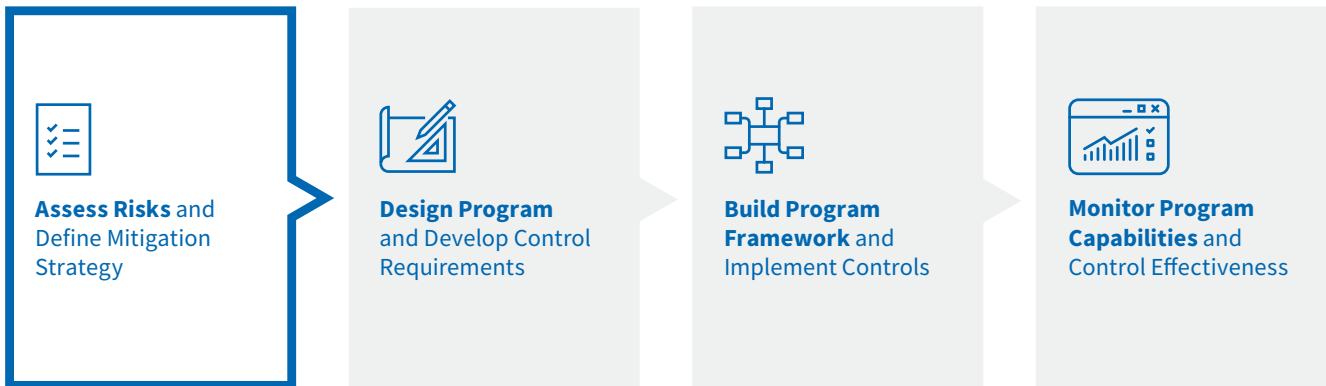 Assess Risks and
Define Mitigation
Strategy
Design Program
and Develop Control
Requirements
Build Program
Framework and
Implement Controls
Monitor Program
Capabilities and
Control Effectiveness